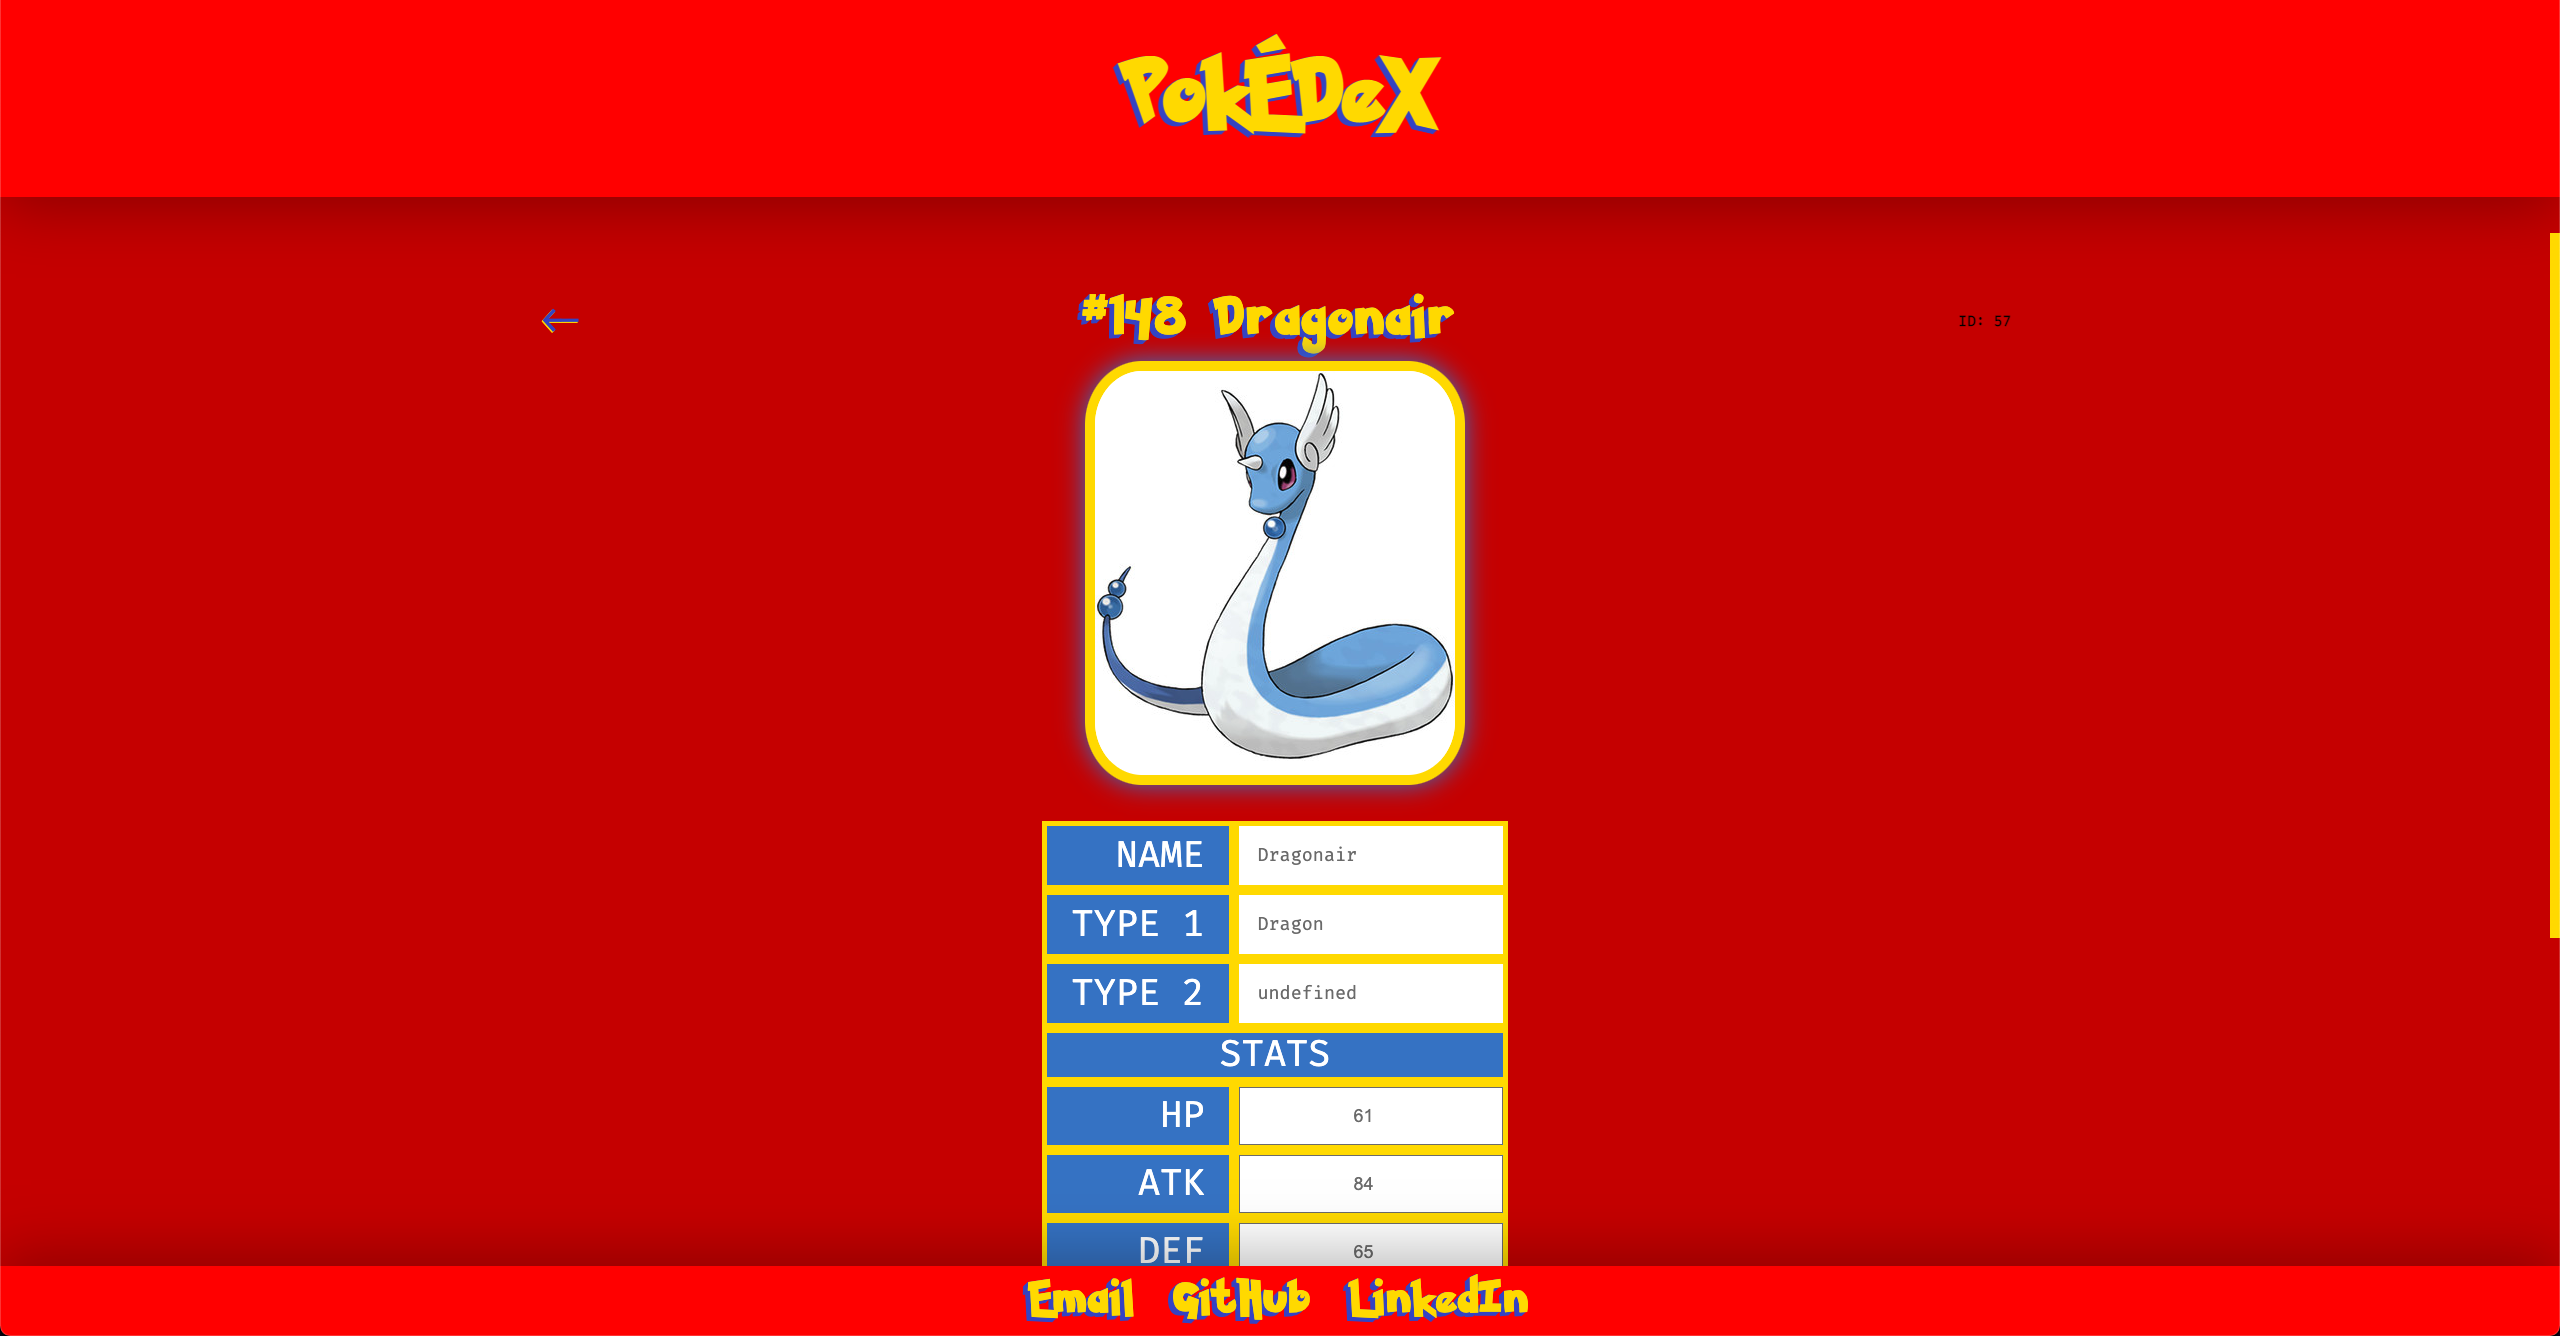 PokÉDeX
←
#148 Dragonair
ID: 57
NAME Dragonair
TYPE 1 Dragon
TYPE 2 undefined
STATS
HP 61
ATK 84
DEF 65
Email GitHub LinkedIn